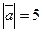 |a̅| = 5